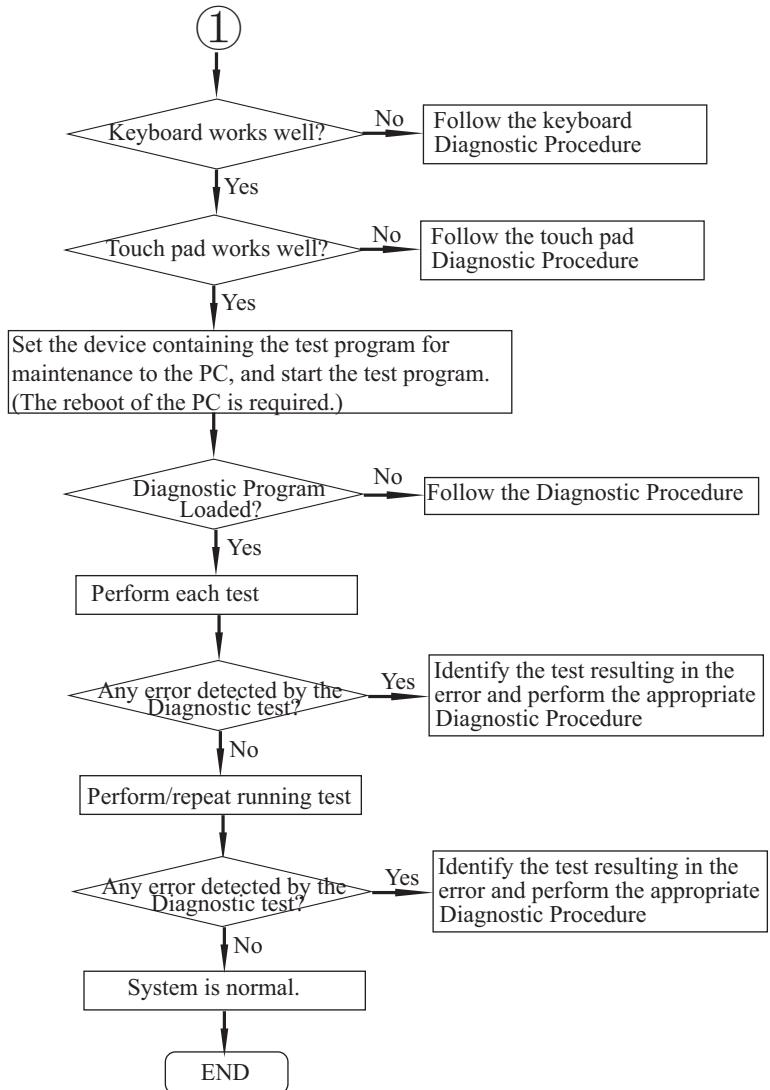 ①
Keyboard works well?
No
Follow the keyboard
Diagnostic Procedure
Yes
Touch pad works well?
No
Follow the touch pad
Diagnostic Procedure
Yes
Set the device containing the test program for
maintenance to the PC, and start the test program.
(The reboot of the PC is required.)
Diagnostic Program
Loaded?
No
Follow the Diagnostic Procedure
Yes
Perform each test
Any error detected by the
Diagnostic test?
Yes
Identify the test resulting in the
error and perform the appropriate
Diagnostic Procedure
No
Perform/repeat running test
Any error detected by the
Diagnostic test?
Yes
Identify the test resulting in the
error and perform the appropriate
Diagnostic Procedure
No
System is normal.
END